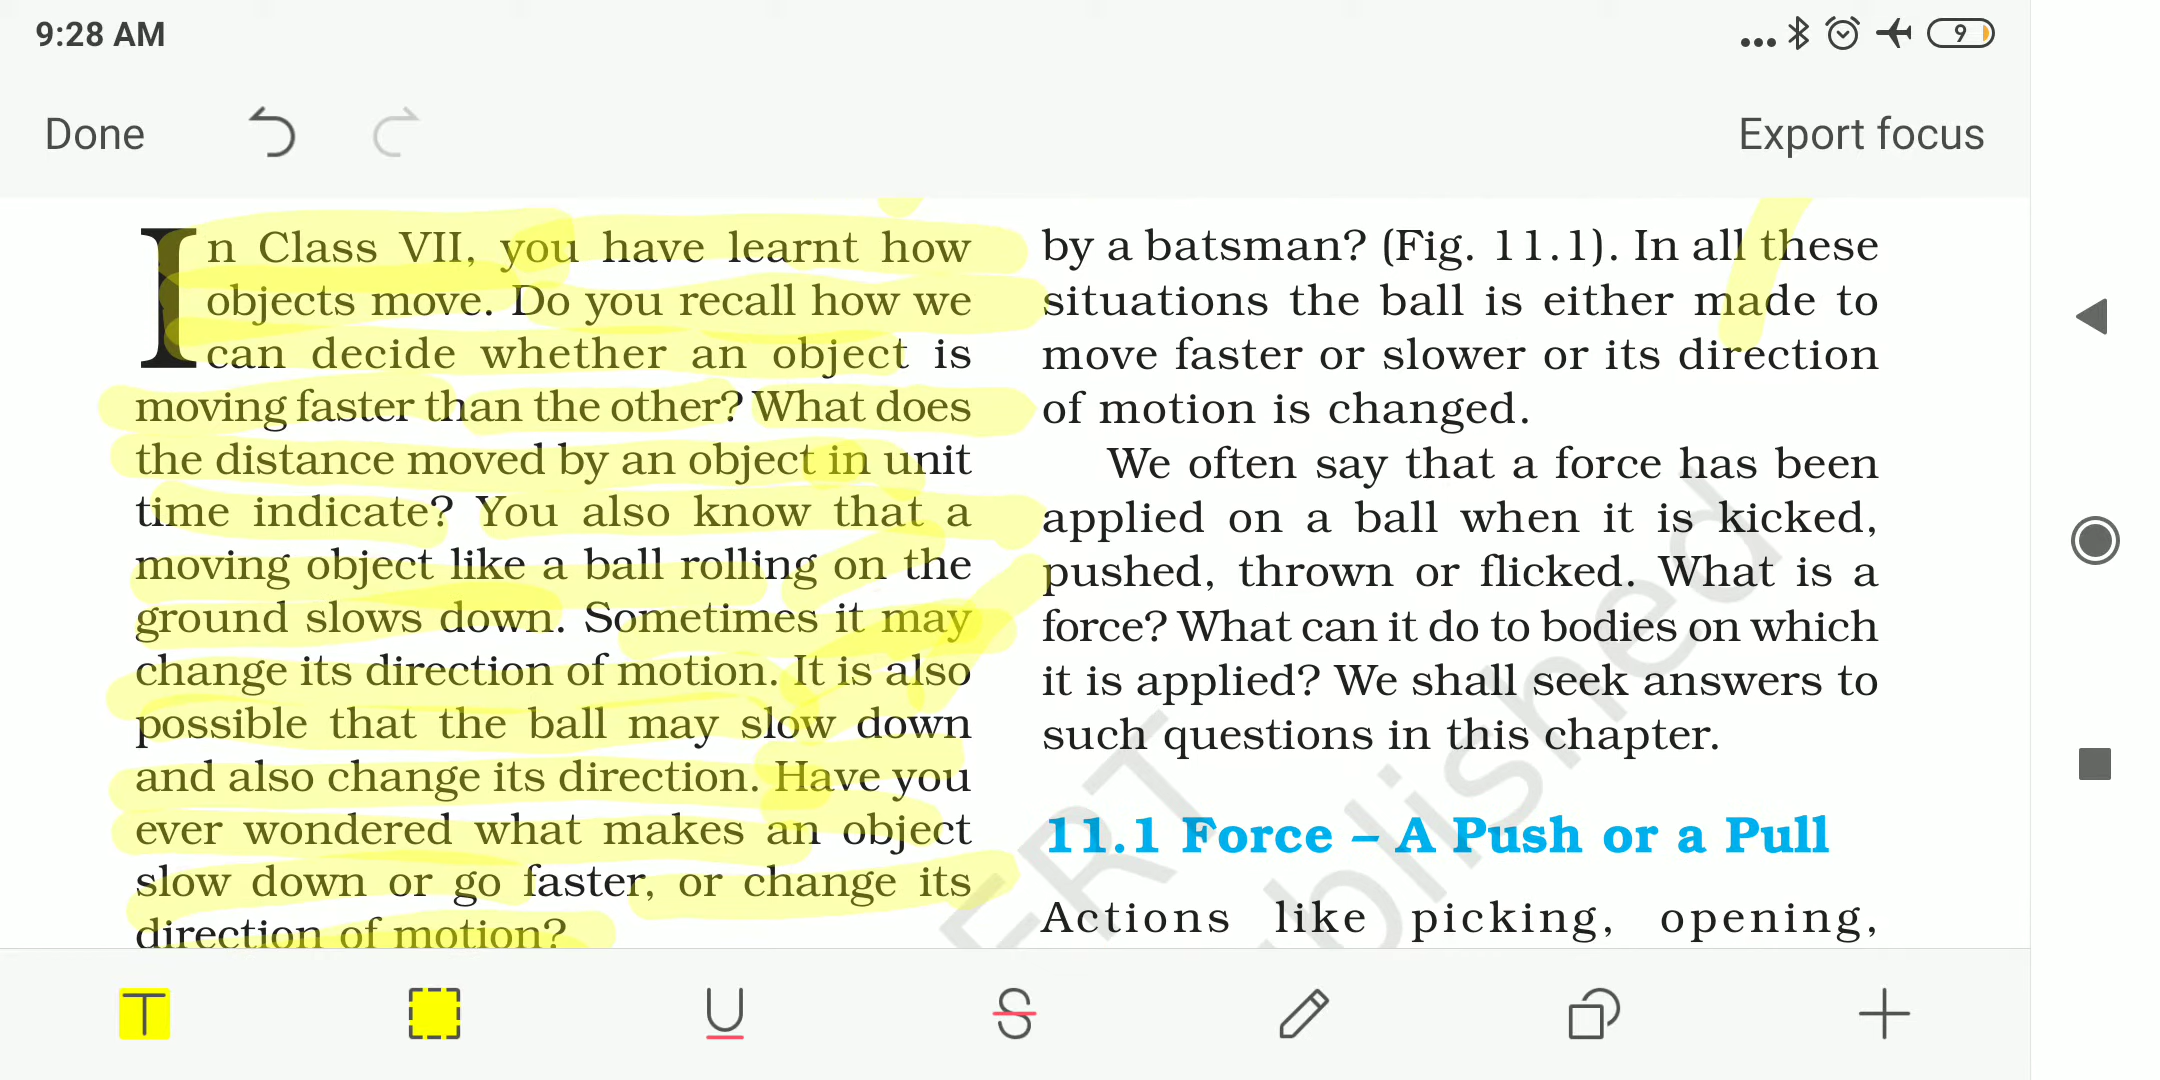 9:28 AM
9
Done
Export focus
In Class VII, you have learnt how
objects move. Do you recall how we
can decide whether an object is
moving faster than the other? What does
the distance moved by an object in unit
time indicate? You also know that a
moving object like a ball rolling on the
ground slows down. Sometimes it may
change its direction of motion. It is also
possible that the ball may slow down
and also change its direction. Have you
ever wondered what makes an object
slow down or go faster, or change its
direction of motion?
by a batsman? (Fig. 11.1). In all these
situations the ball is either made to
move faster or slower or its direction
of motion is changed.
We often say that a force has been
applied on a ball when it is kicked,
pushed, thrown or flicked. What is a
force? What can it do to bodies on which
it is applied? We shall seek answers to
such questions in this chapter.
11.1 Force – A Push or a Pull
Actions like picking, opening,
T
U
S